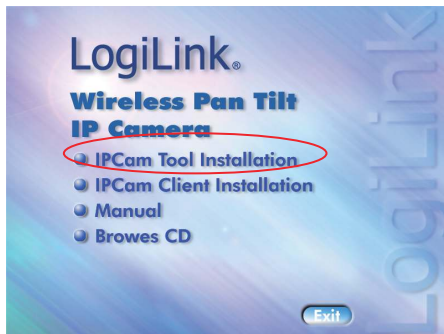 LogiLink®
Wireless Pan Tilt
IP Camera
IPCam Tool Installation
IPCam Client Installation
Manual
Browes CD
Exit
LogiLink